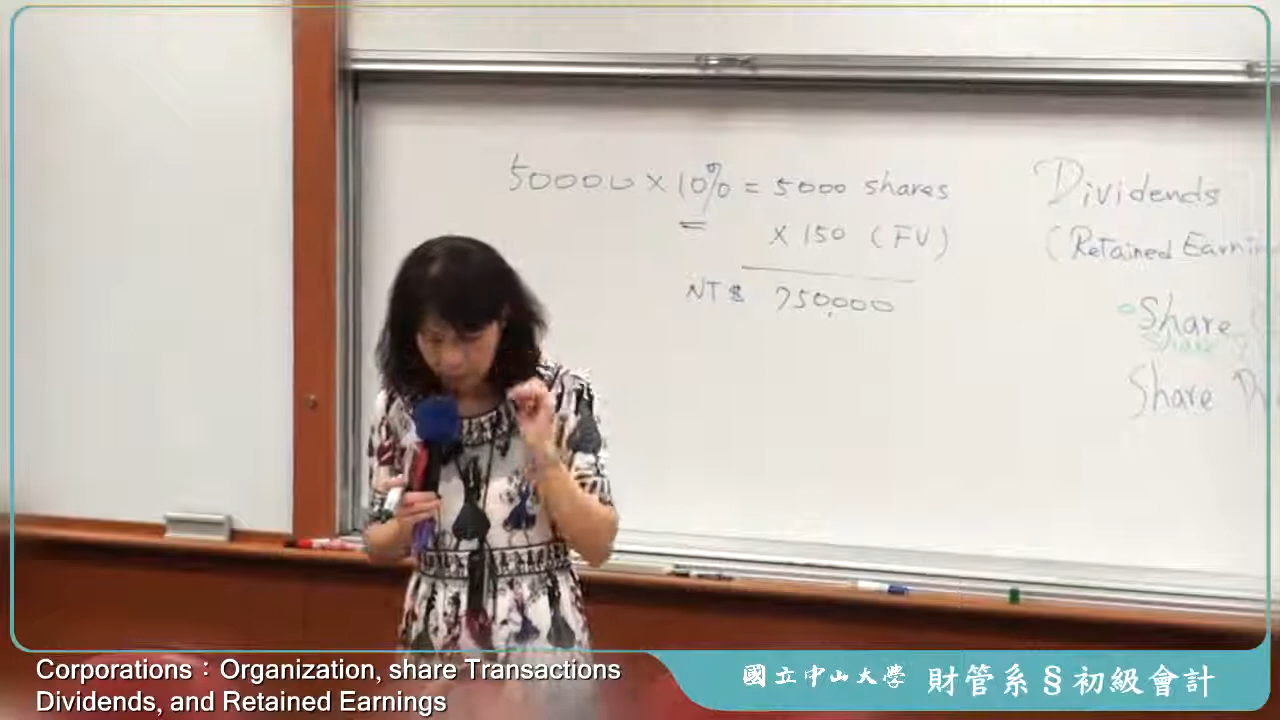 50000 × 10% = 5000 shares
× 150 (FV)
NT$ 750,000
Dividends
(Retained Earnin
Share
Share
Corporations：Organization, share Transactions
Dividends, and Retained Earnings
國立中山大學 財管系§初級會計